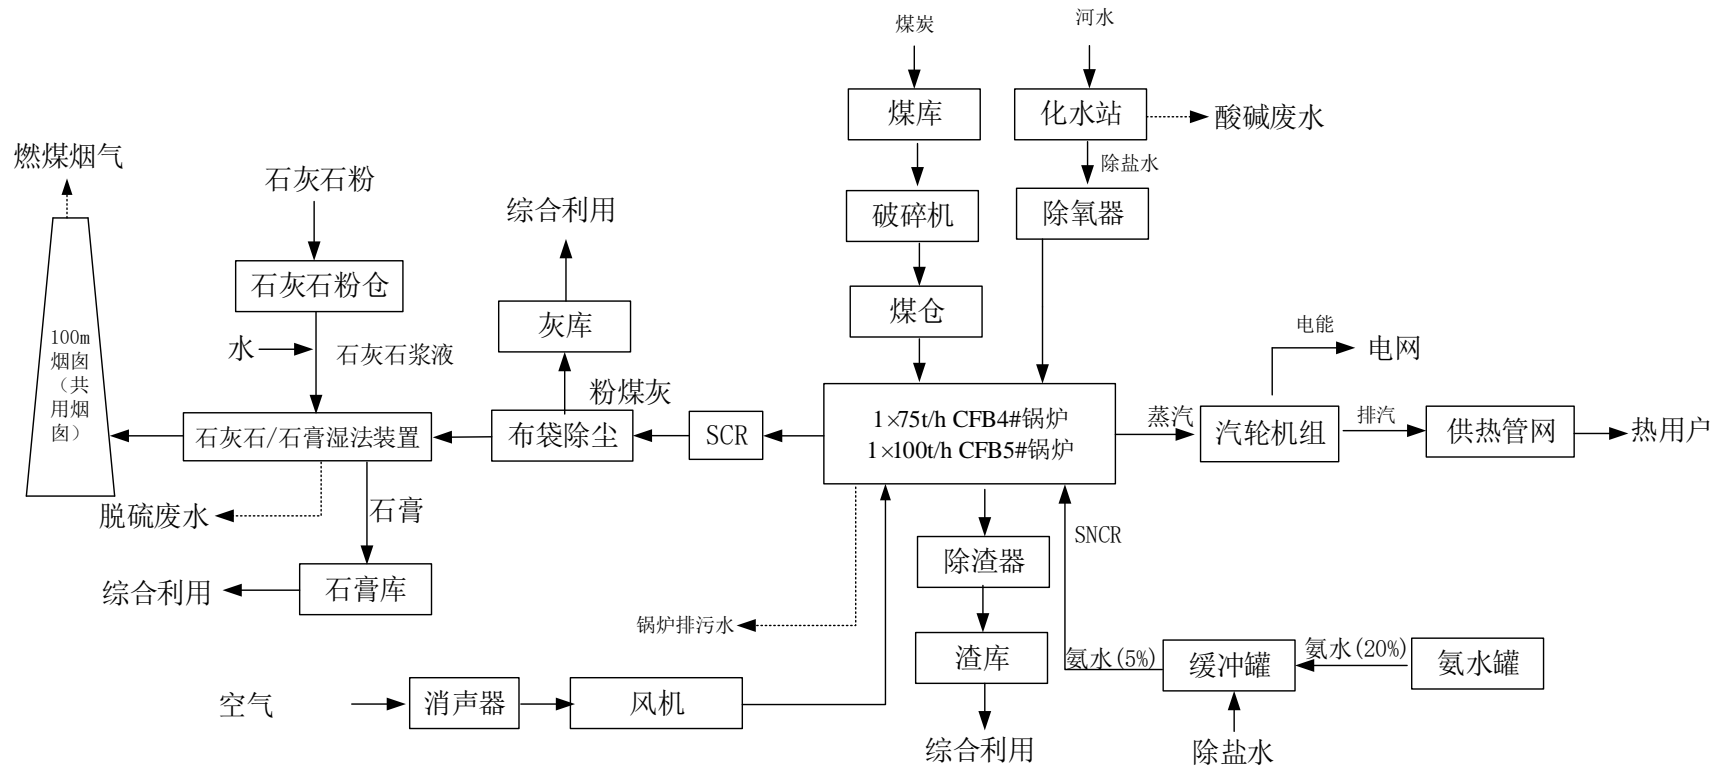 煤炭
河水
煤库
化水站
酸碱废水
燃煤烟气
石灰石粉
除盐水
综合利用
破碎机
除氧器
石灰石粉仓
煤仓
灰库
100m
烟囱
（共
用烟
囱）
水
石灰石浆液
电能
电网
粉煤灰
石灰石/石膏湿法装置
布袋除尘
SCR
1×75t/h CFB4#锅炉
1×100t/h CFB5#锅炉
蒸汽
汽轮机组
排汽
供热管网
热用户
脱硫废水
石膏
SNCR
除渣器
综合利用
石膏库
锅炉排污水
渣库
氨水(5%)
缓冲罐
氨水(20%)
氨水罐
空气
消声器
风机
综合利用
除盐水